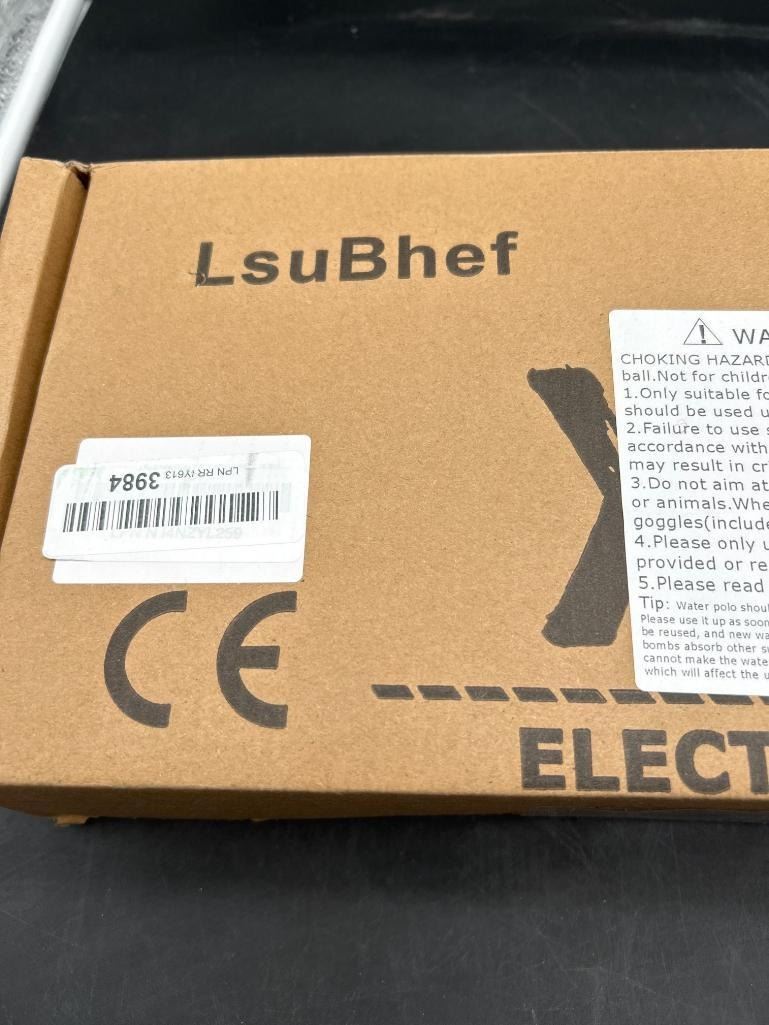 LsuBhef
WA
CHOKING HAZARD
ball.Not for childr
1.Only suitable fo
should be used u
2.Failure to use s
accordance with
may result in cr
3.Do not aim at
or animals.Whe
goggles(include
4.Please only u
provided or re
5.Please read
Tip: Water polo shoul
Please use it up as soon
be reused, and new wa
bombs absorb other su
cannot make the wate
which will affect the u
LPN RR 3984
X
CE
ELECT